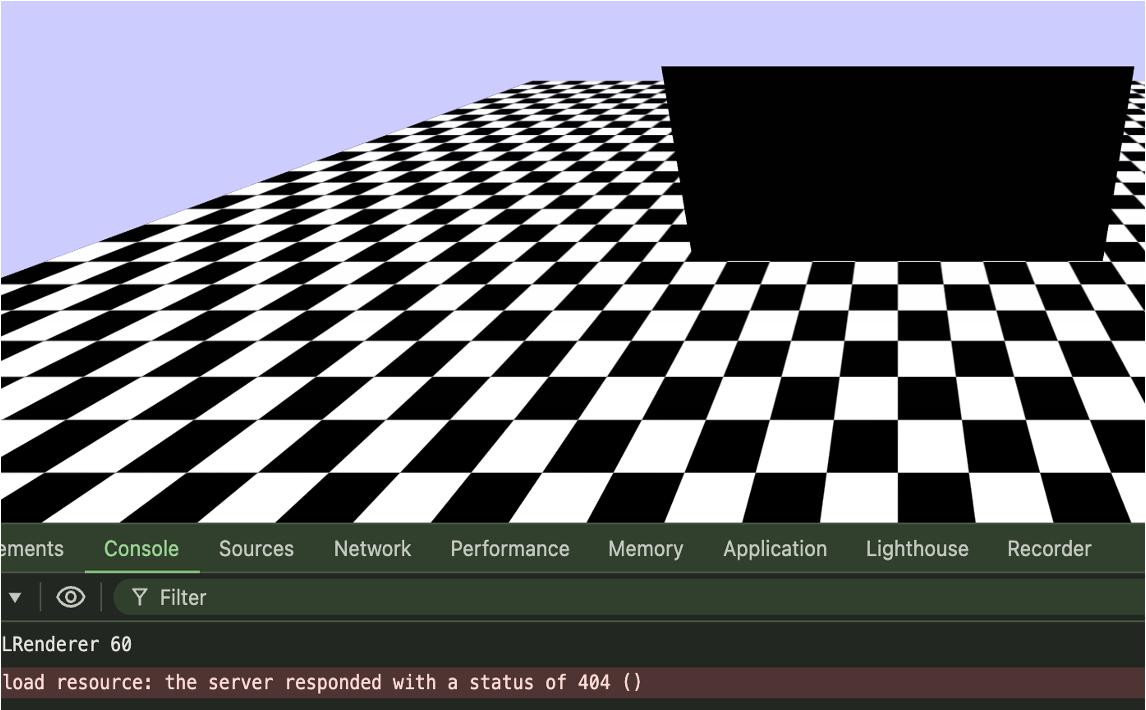 ements Console Sources Network Performance Memory Application Lighthouse Recorder
Filter
LRenderer 60
load resource: the server responded with a status of 404 ()